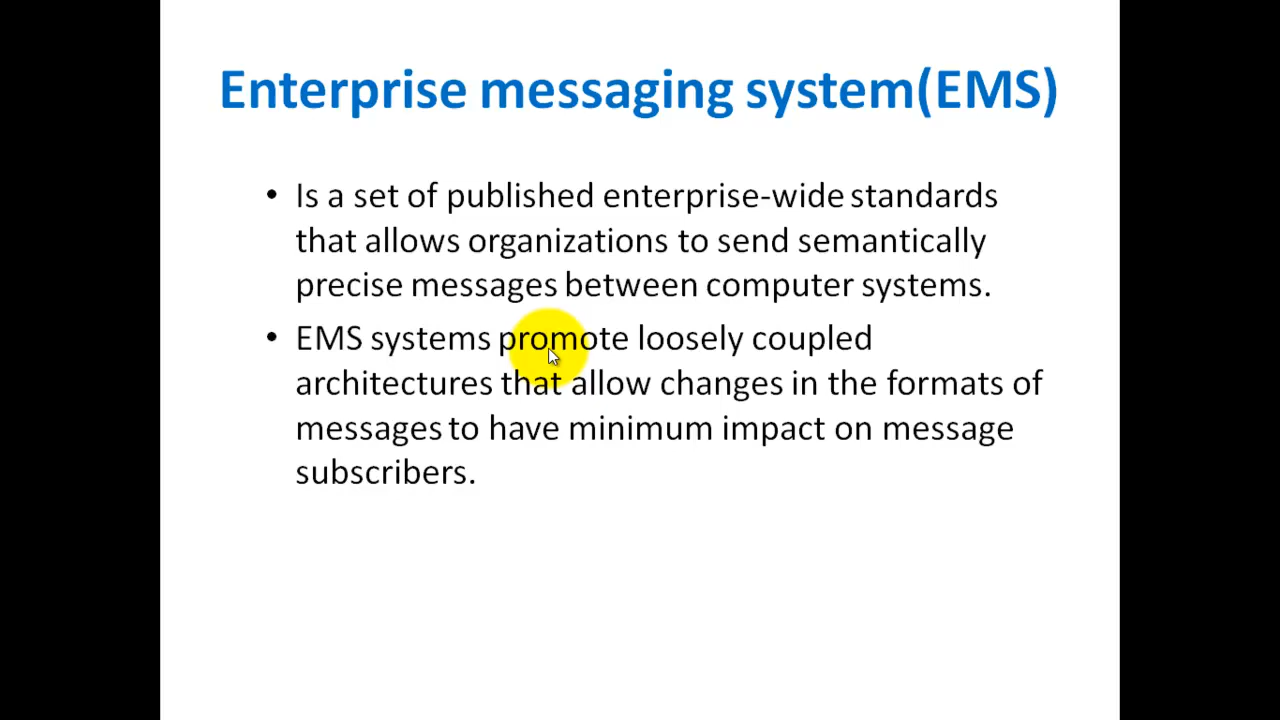 Enterprise messaging system(EMS)
• Is a set of published enterprise-wide standards
that allows organizations to send semantically
precise messages between computer systems.
• EMS systems promote loosely coupled
architectures that allow changes in the formats of
messages to have minimum impact on message
subscribers.